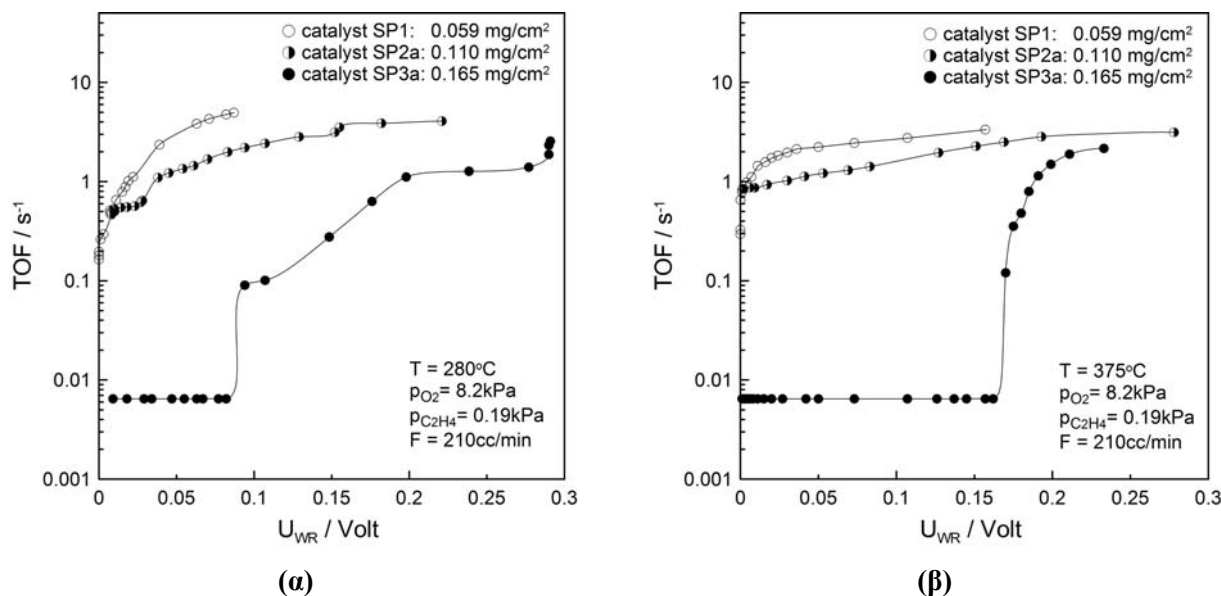 catalyst SP1: 0.059 mg/cm²
catalyst SP2a: 0.110 mg/cm²
catalyst SP3a: 0.165 mg/cm²
10
1
0.1
0.01
0.001
TOF / s⁻¹
T = 280°C
p_O2= 8.2kPa
p_C2H4= 0.19kPa
F = 210cc/min
0 0.05 0.1 0.15 0.2 0.25 0.3
U_WR / Volt
(α)
catalyst SP1: 0.059 mg/cm²
catalyst SP2a: 0.110 mg/cm²
catalyst SP3a: 0.165 mg/cm²
10
1
0.1
0.01
0.001
TOF / s⁻¹
T = 375°C
p_O2= 8.2kPa
p_C2H4= 0.19kPa
F = 210cc/min
0 0.05 0.1 0.15 0.2 0.25 0.3
U_WR / Volt
(β)